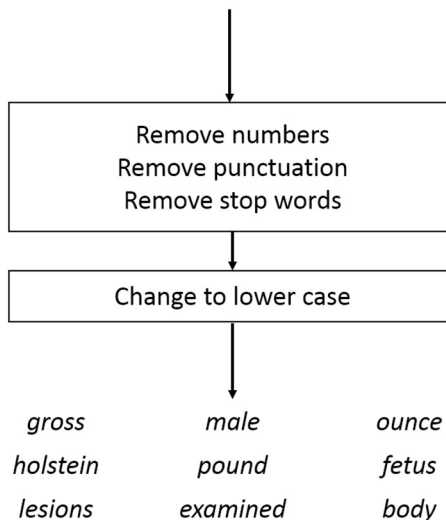 Remove numbers
Remove punctuation
Remove stop words
Change to lower case
gross male ounce
holstein pound fetus
lesions examined body